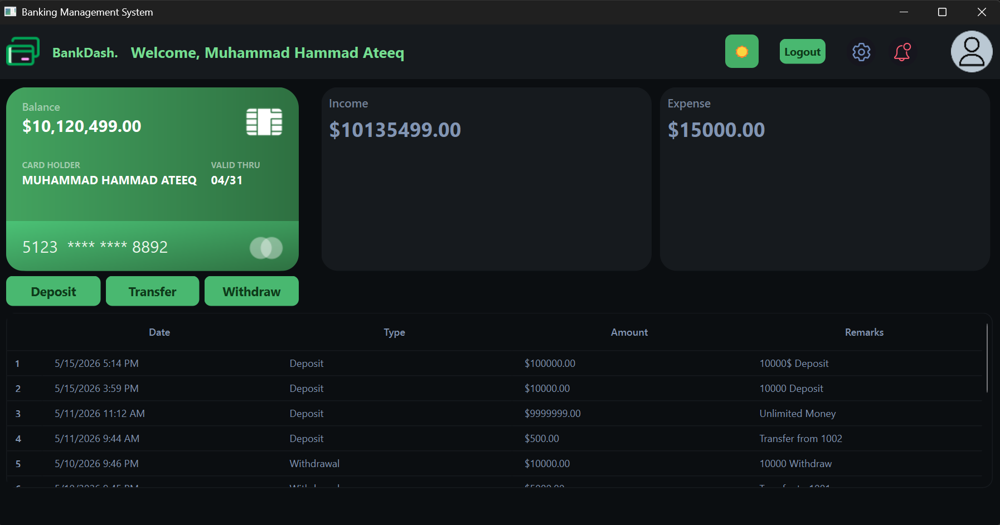 Banking Management System
BankDash. Welcome, Muhammad Hammad Ateeq
Logout
Balance
$10,120,499.00
CARD HOLDER VALID THRU
MUHAMMAD HAMMAD ATEEQ 04/31
5123 **** **** 8892
Income
$10135499.00
Expense
$15000.00
Deposit Transfer Withdraw
Date Type Amount Remarks
1 5/15/2026 5:14 PM Deposit $100000.00 10000$ Deposit
2 5/15/2026 3:59 PM Deposit $10000.00 10000 Deposit
3 5/11/2026 11:12 AM Deposit $9999999.00 Unlimited Money
4 5/11/2026 9:44 AM Deposit $500.00 Transfer from 1002
5 5/10/2026 9:46 PM Withdrawal $10000.00 10000 Withdraw